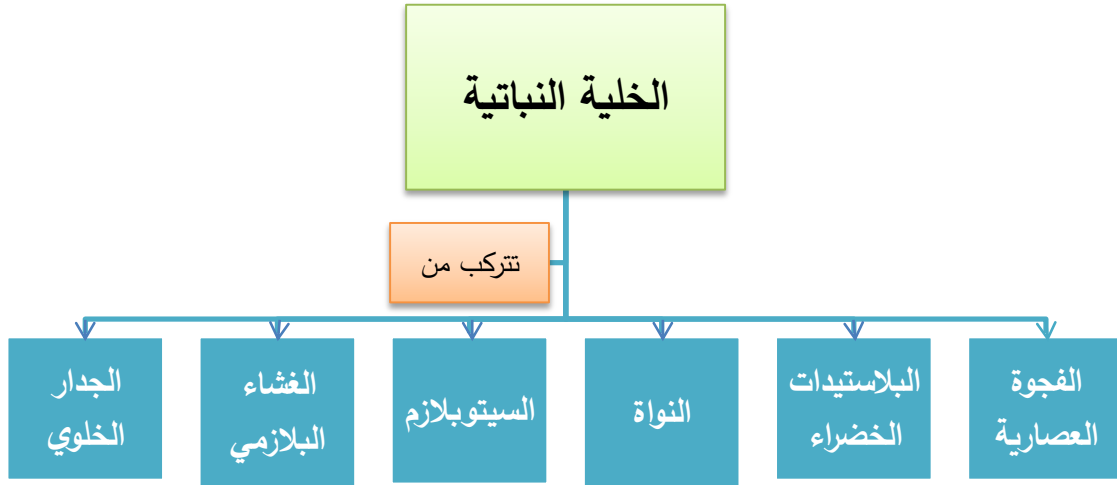 الخلية النباتية
تتركب من
الفجوة
العصارية
البلاستيدات
الخضراء
النواة
السيتوبلازم
الغشاء
البلازمي
الجدار
الخلوي